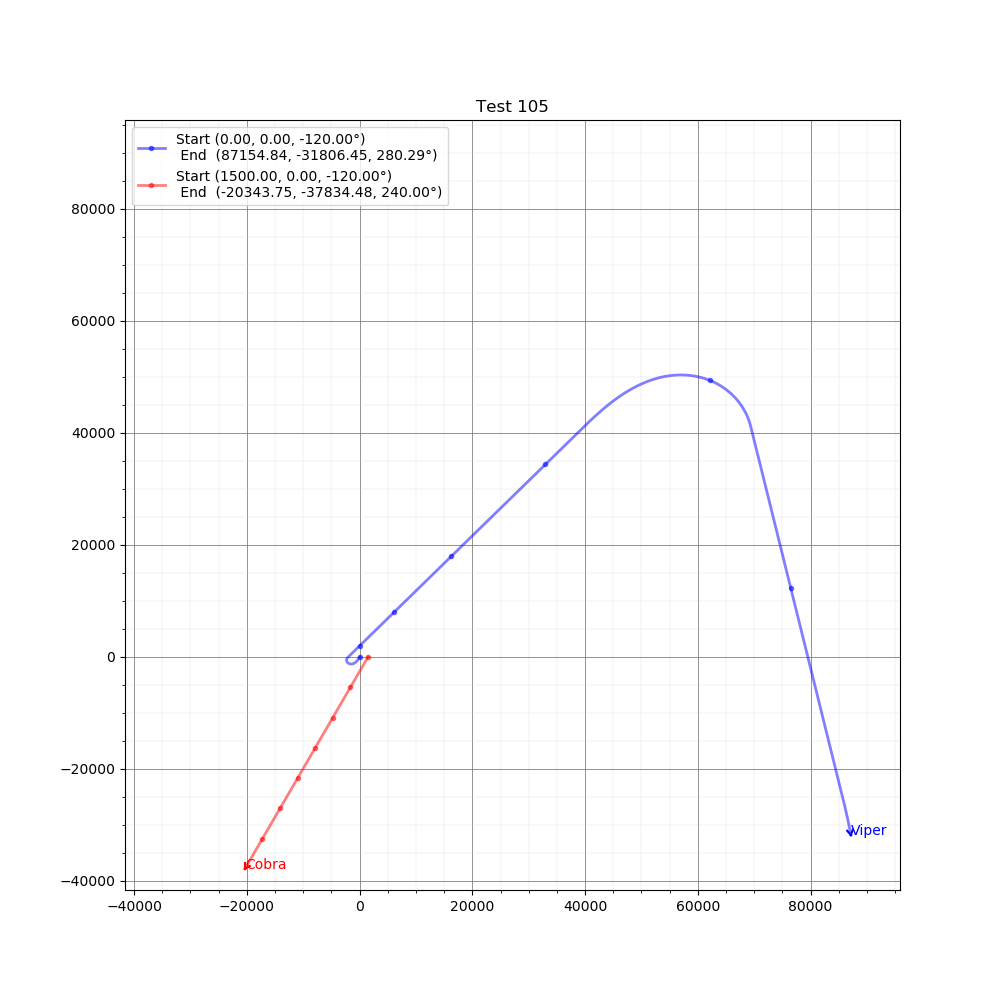 Test 105
Start (0.00, 0.00, -120.00°)
End  (87154.84, -31806.45, 280.29°)
Start (1500.00, 0.00, -120.00°)
End  (-20343.75, -37834.48, 240.00°)
80000
60000
40000
20000
0
−20000
−40000
Viper
Cobra
−40000
−20000
0
20000
40000
60000
80000